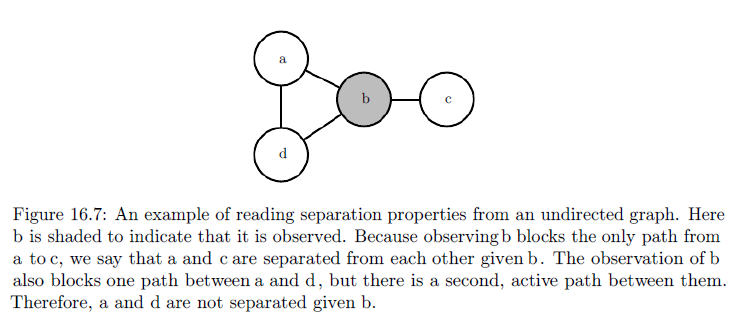 a
b
c
d
Figure 16.7: An example of reading separation properties from an undirected graph. Here
b is shaded to indicate that it is observed. Because observing b blocks the only path from
a to c, we say that a and c are separated from each other given b. The observation of b
also blocks one path between a and d, but there is a second, active path between them.
Therefore, a and d are not separated given b.